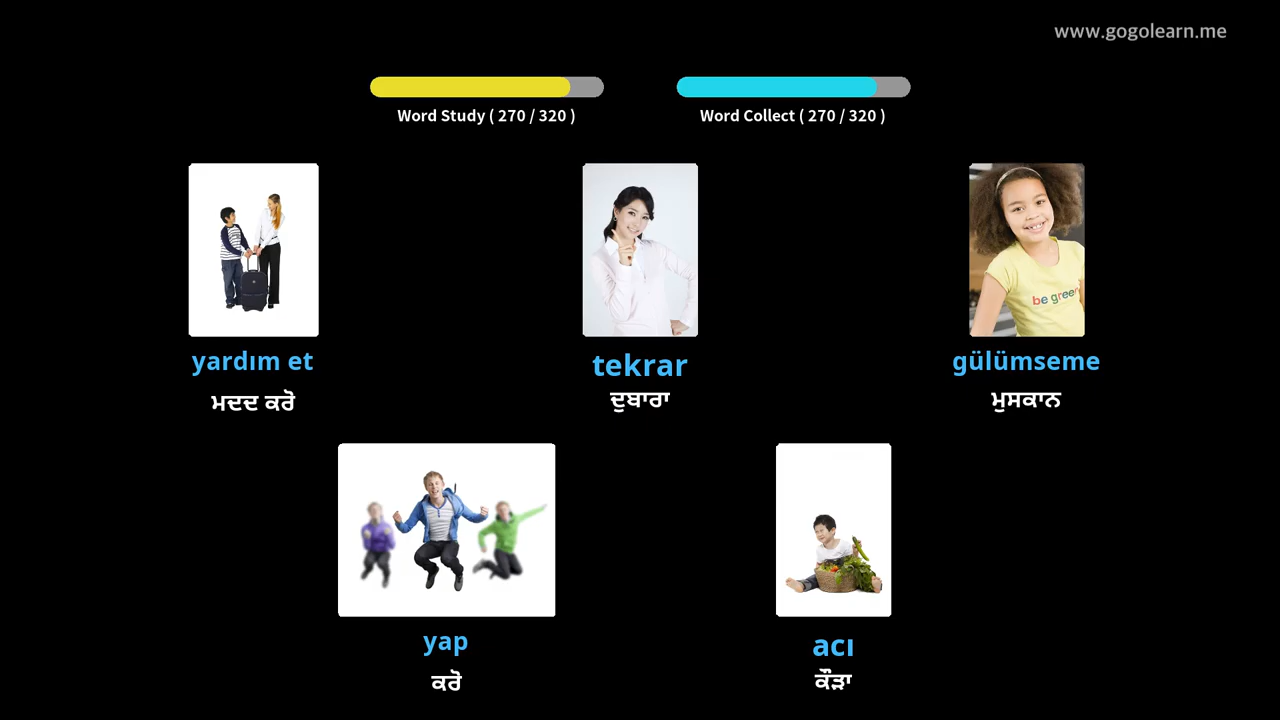 www.gogolearn.me
Word Study ( 270 / 320 )
Word Collect ( 270 / 320 )
be green
yardım et
tekrar
gülümseme
ਮਦਦ ਕਰੋ
ਦੁਬਾਰਾ
ਮੁਸਕਾਨ
yap
acı
ਕਰੋ
ਕੌੜਾ